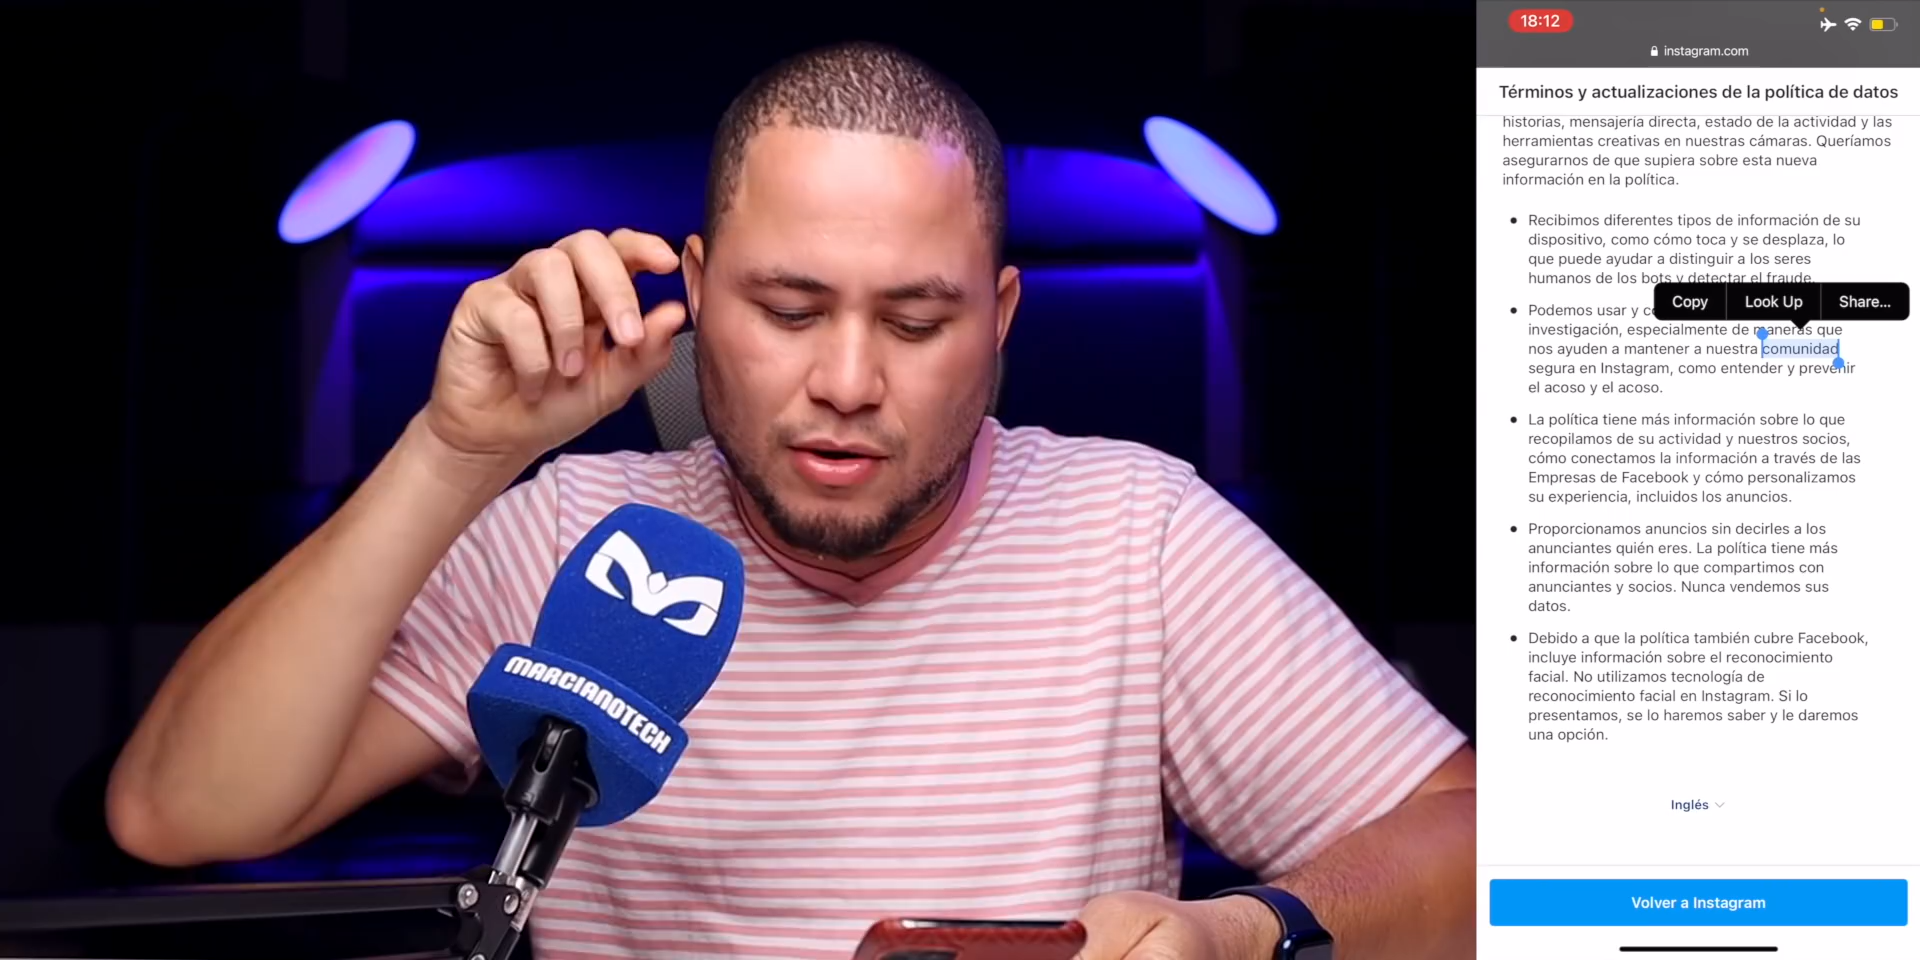 MARCIANOTECH
18:12
instagram.com
Términos y actualizaciones de la política de datos
historias, mensajería directa, estado de la actividad y las
herramientas creativas en nuestras cámaras. Queríamos
asegurarnos de que supiera sobre esta nueva
información en la política.
Recibimos diferentes tipos de información de su
dispositivo, como cómo toca y se desplaza, lo
que puede ayudar a distinguir a los seres
humanos de los bots y detectar el fraude.
Copy Look Up Share...
Podemos usar y
investigación, especialmente de maneras que
nos ayuden a mantener a nuestra comunidad
segura en Instagram, como entender y prevenir
el acoso y el acoso.
La política tiene más información sobre lo que
recopilamos de su actividad y nuestros socios,
cómo conectamos la información a través de las
Empresas de Facebook y cómo personalizamos
su experiencia, incluidos los anuncios.
Proporcionamos anuncios sin decirles a los
anunciantes quién eres. La política tiene más
información sobre lo que compartimos con
anunciantes y socios. Nunca vendemos sus
datos.
Debido a que la política también cubre Facebook,
incluye información sobre el reconocimiento
facial. No utilizamos tecnología de
reconocimiento facial en Instagram. Si lo
presentamos, se lo haremos saber y le daremos
una opción.
Inglés
Volver a Instagram